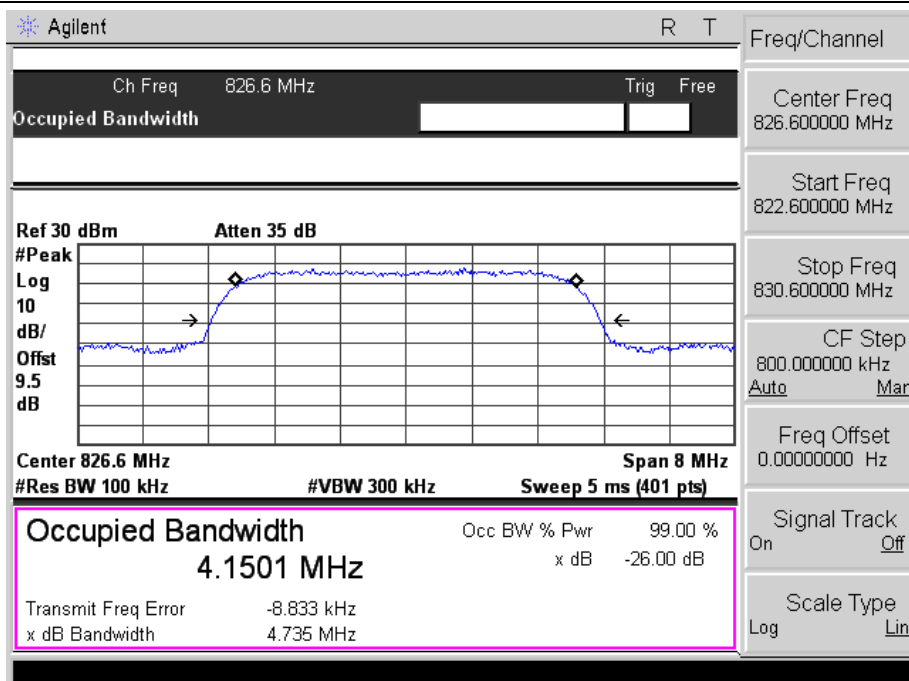 Agilent R T
Ch Freq 826.6 MHz Trig Free
Occupied Bandwidth
Ref 30 dBm Atten 35 dB
#Peak
Log
10
dB/
Offst
9.5
dB
Center 826.6 MHz Span 8 MHz
#Res BW 100 kHz #VBW 300 kHz Sweep 5 ms (401 pts)
Occupied Bandwidth
4.1501 MHz
Occ BW % Pwr 99.00 %
x dB -26.00 dB
Transmit Freq Error -8.833 kHz
x dB Bandwidth 4.735 MHz
Freq/Channel
Center Freq
826.600000 MHz
Start Freq
822.600000 MHz
Stop Freq
830.600000 MHz
CF Step
800.000000 kHz
Auto Man
Freq Offset
0.00000000 Hz
Signal Track
On Off
Scale Type
Log Lin